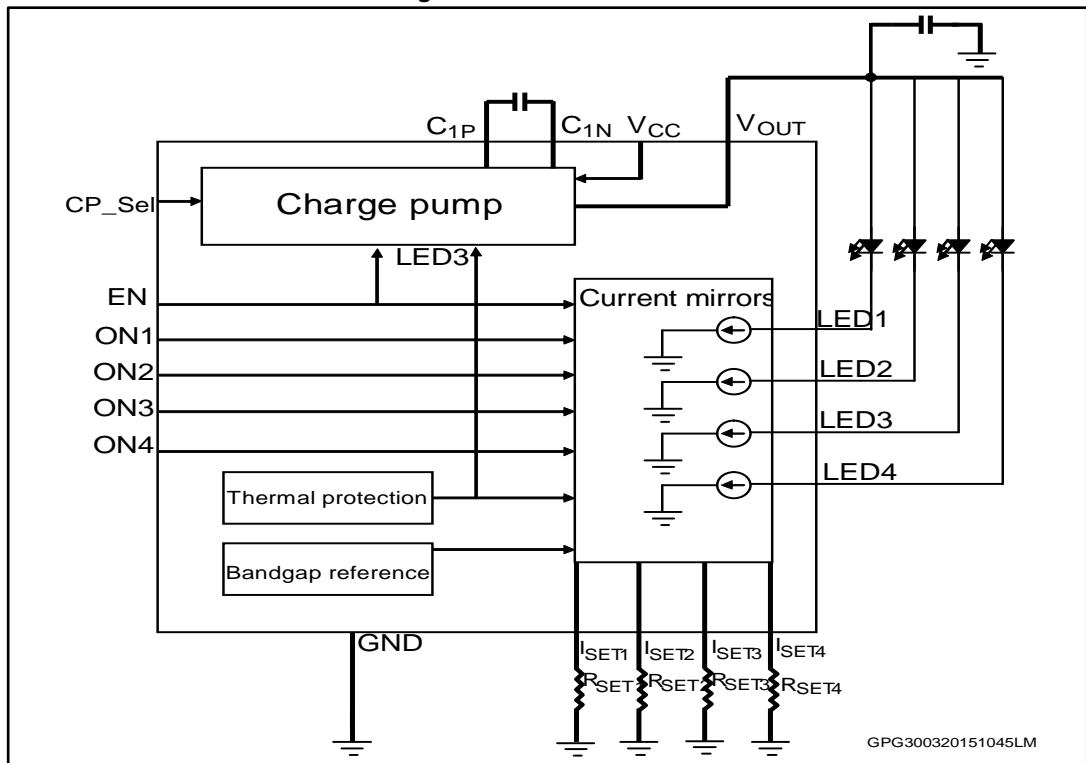 C1P
C1N
VCC
VOUT
CP_Sel
Charge pump
LED3
EN
Current mirrors
LED1
ON1
ON2
LED2
ON3
LED3
ON4
LED4
Thermal protection
Bandgap reference
GND
ISET1
ISET2
ISET3
ISET4
RSET1
RSET2
RSET3
RSET4
GPG300320151045LM